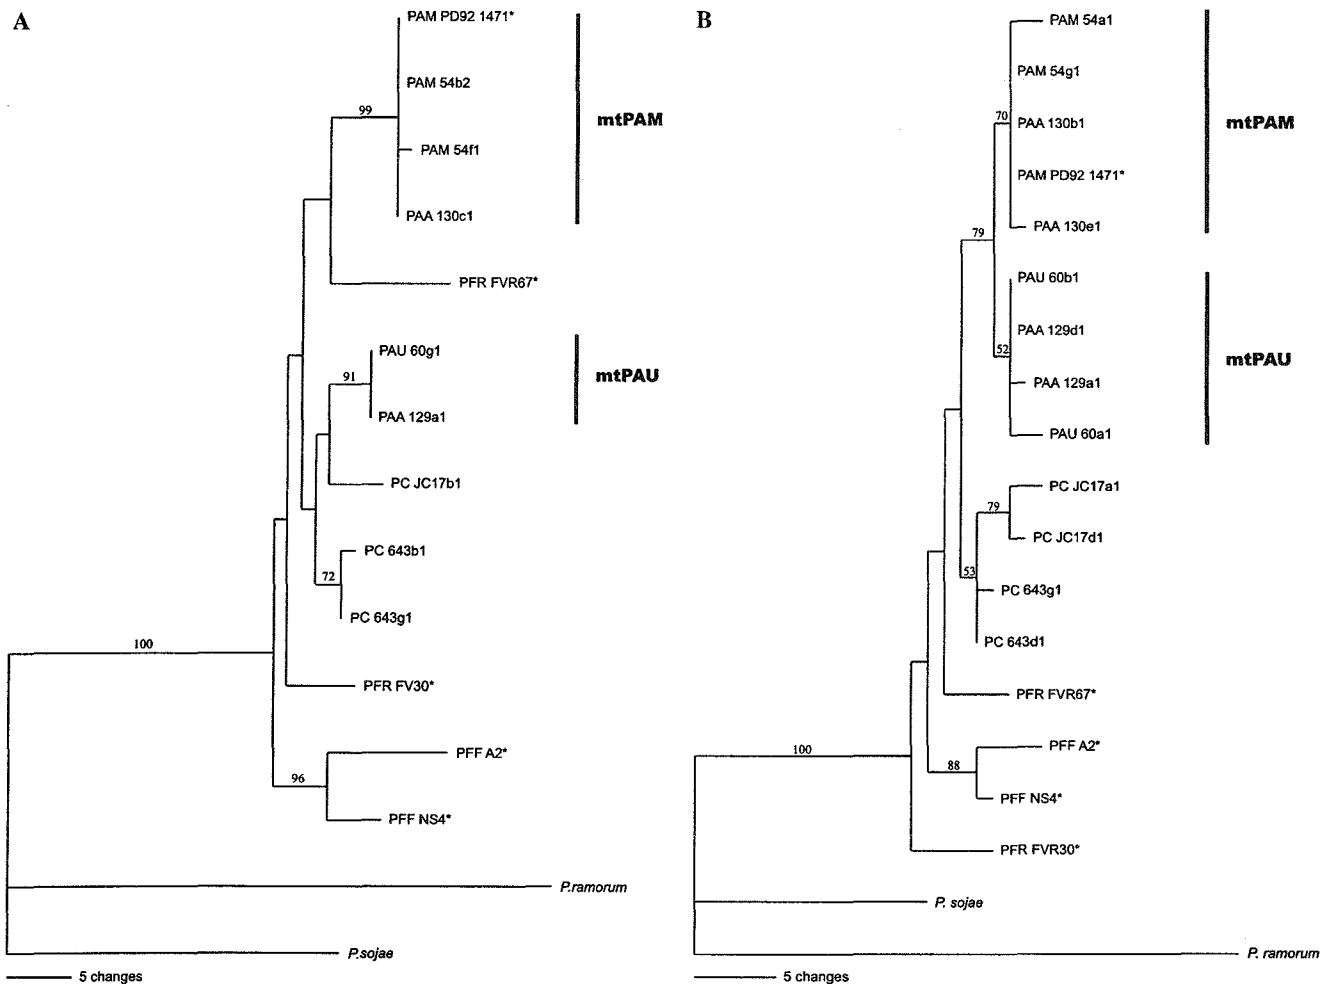 A
PAM PD92 1471*
PAM 54b2
99
PAM 54f1
mtPAM
PAA 130c1
PFR FVR67*
PAU 60g1
91
mtPAU
PAA 129a1
PC JC17b1
PC 643b1
72
PC 643g1
100
PFR FV30*
PFF A2*
96
PFF NS4*
P.ramorum
P.sojae
5 changes
B
PAM 54a1
PAM 54g1
70
PAA 130b1
mtPAM
PAM PD92 1471*
PAA 130e1
79
PAU 60b1
PAA 129d1
52
mtPAU
PAA 129a1
PAU 60a1
PC JC17a1
79
PC JC17d1
53
PC 643g1
PC 643d1
PFR FVR67*
100
PFF A2*
88
PFF NS4*
PFR FVR30*
P. sojae
P. ramorum
5 changes